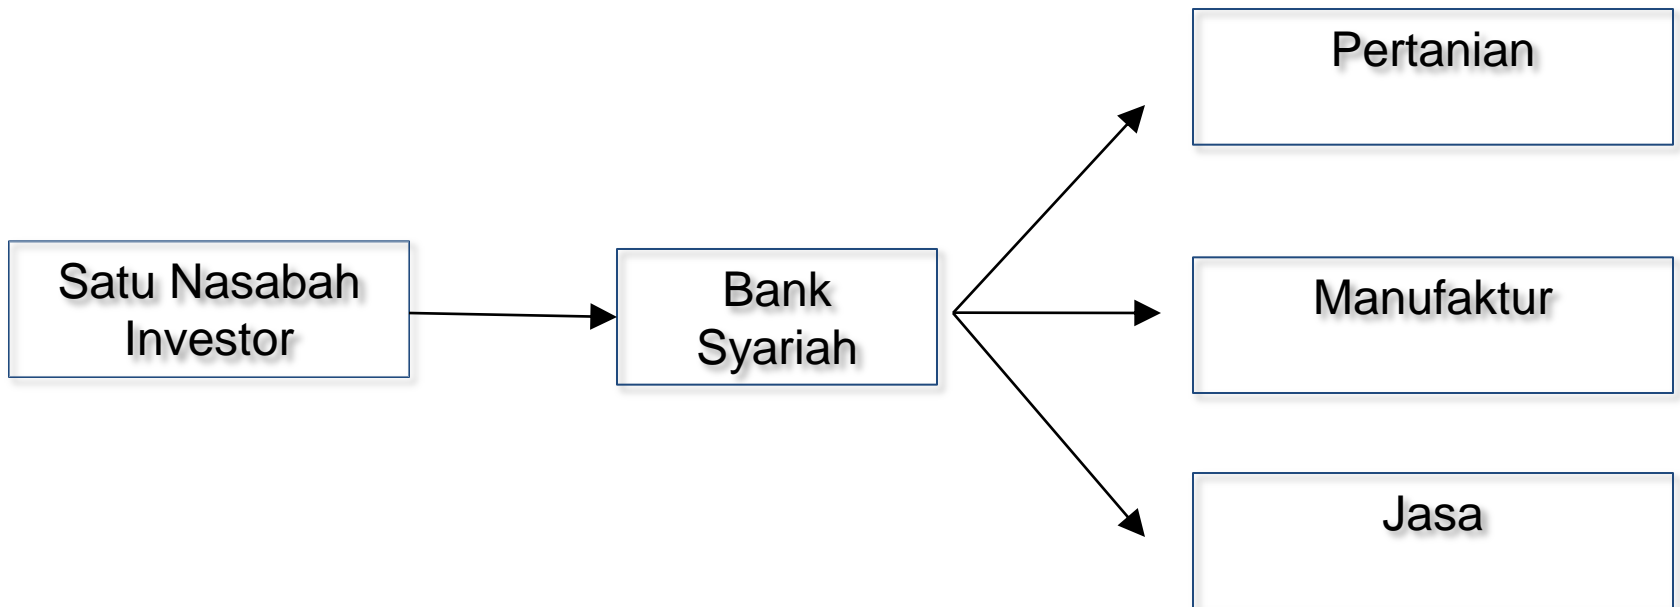 Pertanian
Satu Nasabah
Investor
Bank
Syariah
Manufaktur
Jasa